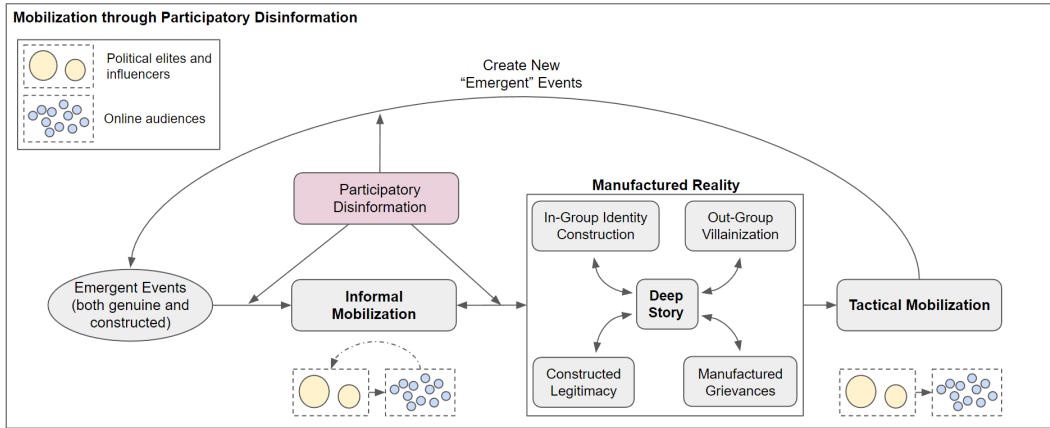 Mobilization through Participatory Disinformation
Political elites and
influencers
Online audiences
Create New
“Emergent” Events
Participatory
Disinformation
Manufactured Reality
In-Group Identity
Construction
Out-Group
Villainization
Emergent Events
(both genuine and
constructed)
Informal
Mobilization
Deep
Story
Tactical Mobilization
Constructed
Legitimacy
Manufactured
Grievances